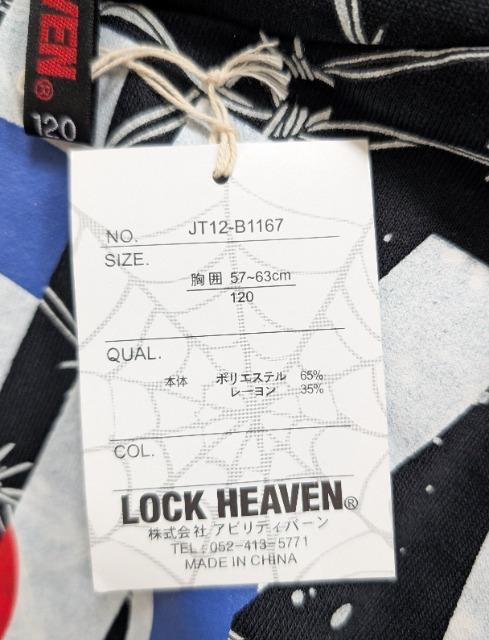 VEN®
120
NO. JT12-B1167
SIZE.
胸囲 57~63cm
120
QUAL.
本体 ポリエステル 65%
レーヨン 35%
COL.
LOCK HEAVEN®
株式会社 アビリティバーン
TEL:052-413-5771
MADE IN CHINA